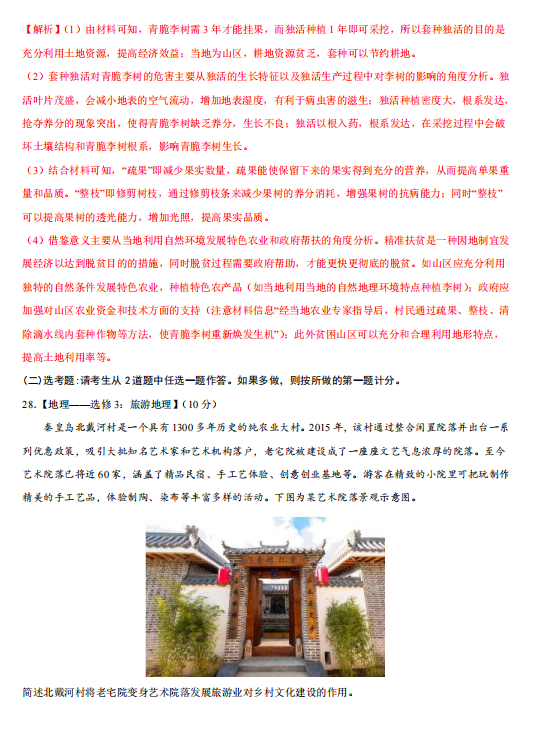 【解析】（1）由材料可知，青脆李树需 3 年才能挂果，而独活种植 1 年即可采挖，所以套种独活的目的是
充分利用土地资源，提高经济效益；当地为山区，耕地资源贫乏，套种可以节约耕地。
（2）套种独活对青脆李树的危害主要从独活的生长特征以及独活生产过程中对李树的影响的角度分析。独
活叶片茂盛，会减小地表的空气流动，增加地表湿度，有利于病虫害的滋生；独活种植密度大，根系发达，
抢夺养分的现象突出，使得青脆李树缺乏养分，生长不良；独活以根入药，根系发达，在采挖过程中会破
坏土壤结构和青脆李树根系，影响青脆李树生长。
（3）结合材料可知，“疏果”即减少果实数量，疏果能使保留下来的果实得到充分的营养，从而提高单果重
量和品质。“整枝”即修剪树枝，通过修剪枝条来减少果树的养分消耗，增强果树的抗病能力；同时“整枝”
可以提高果树的透光能力，增加光照，提高果实品质。
（4）借鉴意义主要从当地利用自然环境发展特色农业和政府帮扶的角度分析。精准扶贫是一种因地制宜发
展经济以达到脱贫目的的措施，同时脱贫过程需要政府帮助，才能更快更彻底的脱贫。如山区应充分利用
独特的自然条件发展特色农业，种植特色农产品（如当地利用当地的自然地理环境特点种植李树）；政府应
加强对山区农业资金和技术方面的支持（注意材料信息“经当地农业专家指导后，村民通过疏果、整枝、清
除滴水线内套种作物等方法，使青脆李树重新焕发生机”）；此外贫困山区可以充分和合理利用地形特点，
提高土地利用率等。
(二)选考题:请考生从 2 道题中任选一题作答。如果多做，则按所做的第一题计分。
28.【地理——选修 3：旅游地理】（10 分）
秦皇岛北戴河村是一个具有 1300 多年历史的纯农业大村。2015 年，该村通过整合闲置院落并出台一系
列优惠政策，吸引大批知名艺术家和艺术机构落户，老宅院被建设成了一座座文艺气息浓厚的院落。至今
艺术院落已将近 60 家，涵盖了精品民宿、手工艺体验、创意创业基地等。游客在精致的小院里可把玩制作
精美的手工艺品，体验制陶、染布等丰富多样的活动。下图为某艺术院落景观示意图。
简述北戴河村将老宅院变身艺术院落发展旅游业对乡村文化建设的作用。